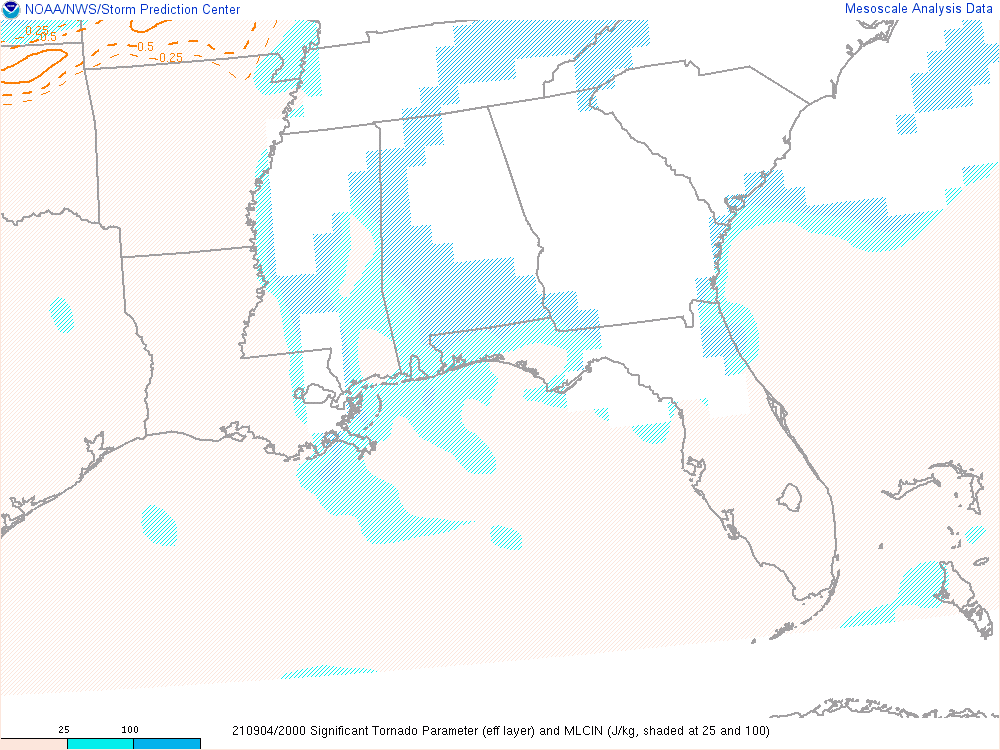 NOAA/NWS/Storm Prediction Center Mesoscale Analysis Data
0.25
0.5
0.5
0.25
25 100
210904/2000 Significant Tornado Parameter (eff layer) and MLCIN (J/kg, shaded at 25 and 100)